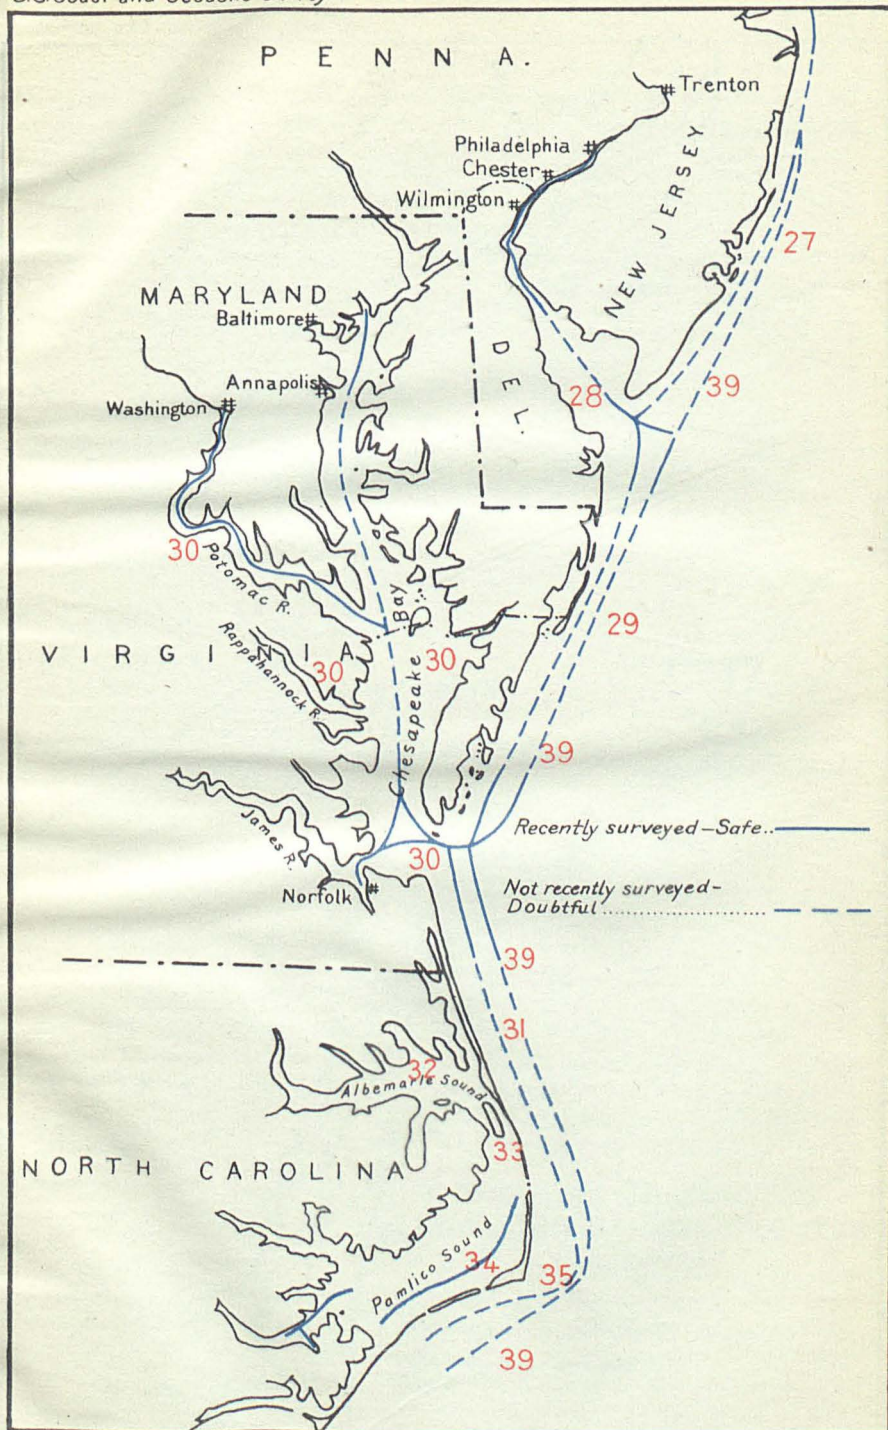 PENNA.
Trenton
Philadelphia
Chester
Wilmington
NEW JERSEY
27
MARYLAND
Baltimore
DEL.
Annapolis
28
39
Washington
30
Potomac R.
Bay
29
VIRGINIA
Rappahannock R.
30
30
Chesapeake
39
James R.
Recently surveyed-Safe..
30
Norfolk
Not recently surveyed-
Doubtful......................
39
31
32
Albemarle Sound
33
NORTH CAROLINA
Pamlico Sound
34
35
39